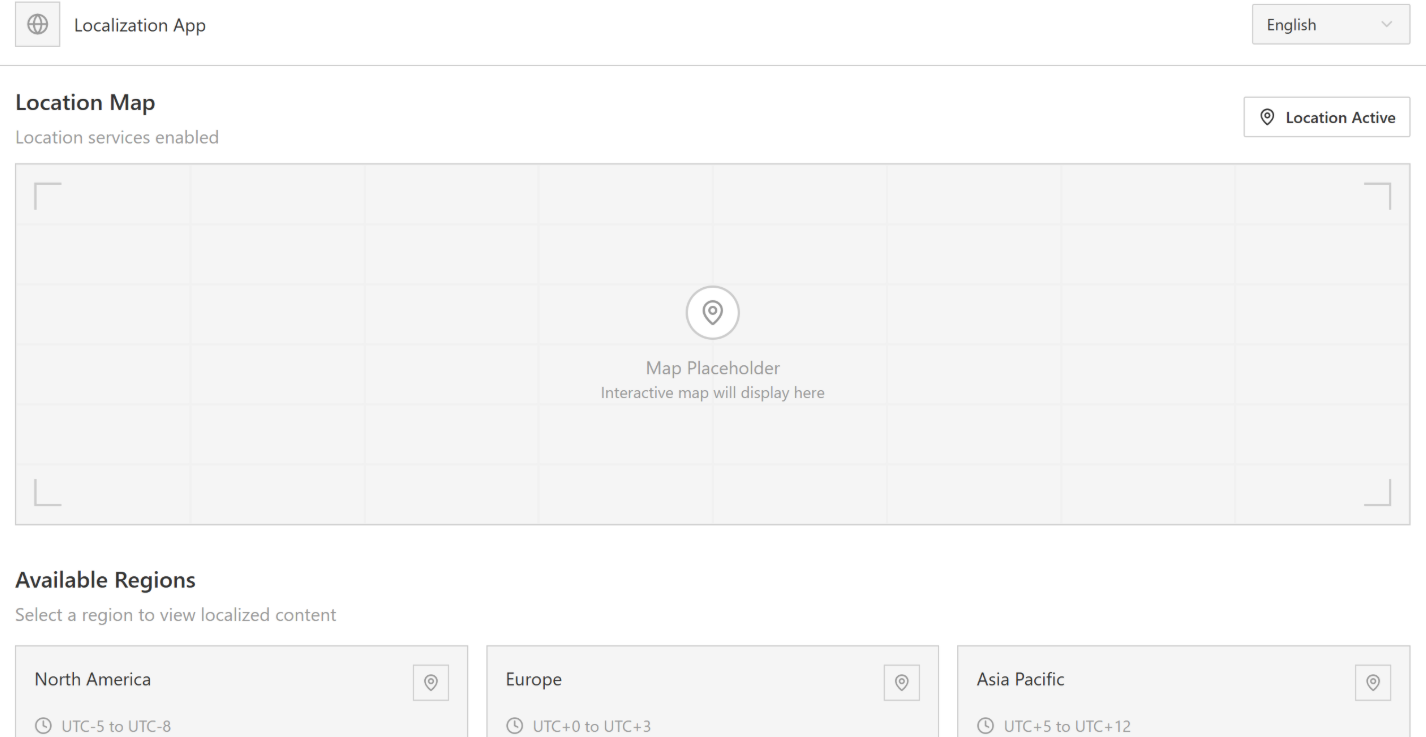 Localization App
English
Location Map
Location services enabled
Location Active
Map Placeholder
Interactive map will display here
Available Regions
Select a region to view localized content
North America
UTC-5 to UTC-8
Europe
UTC+0 to UTC+3
Asia Pacific
UTC+5 to UTC+12